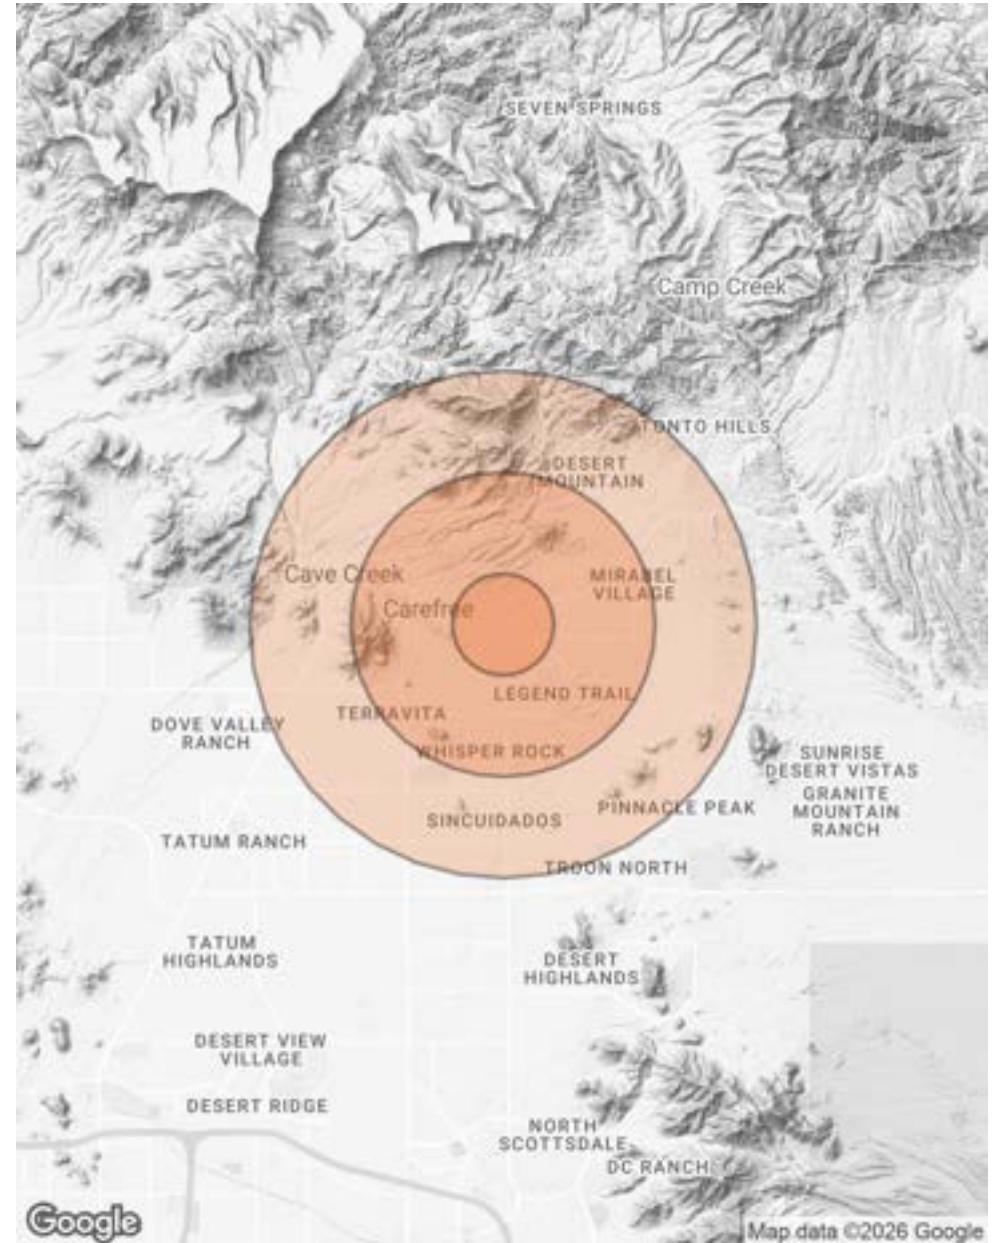 SEVEN SPRINGS
Camp Creek
TONTO HILLS
DESERT
MOUNTAIN
Cave Creek
MIRABEL
VILLAGE
Carefree
LEGEND TRAIL
TERRAVITA
DOVE VALLEY
RANCH
WHISPER ROCK
SUNRISE
DESERT VISTAS
GRANITE
MOUNTAIN
RANCH
PINNACLE PEAK
SINCUIDADOS
TATUM RANCH
TROON NORTH
TATUM
HIGHLANDS
DESERT
HIGHLANDS
DESERT VIEW
VILLAGE
DESERT RIDGE
NORTH
SCOTTSDALE
DC RANCH
Google
Map data ©2026 Google